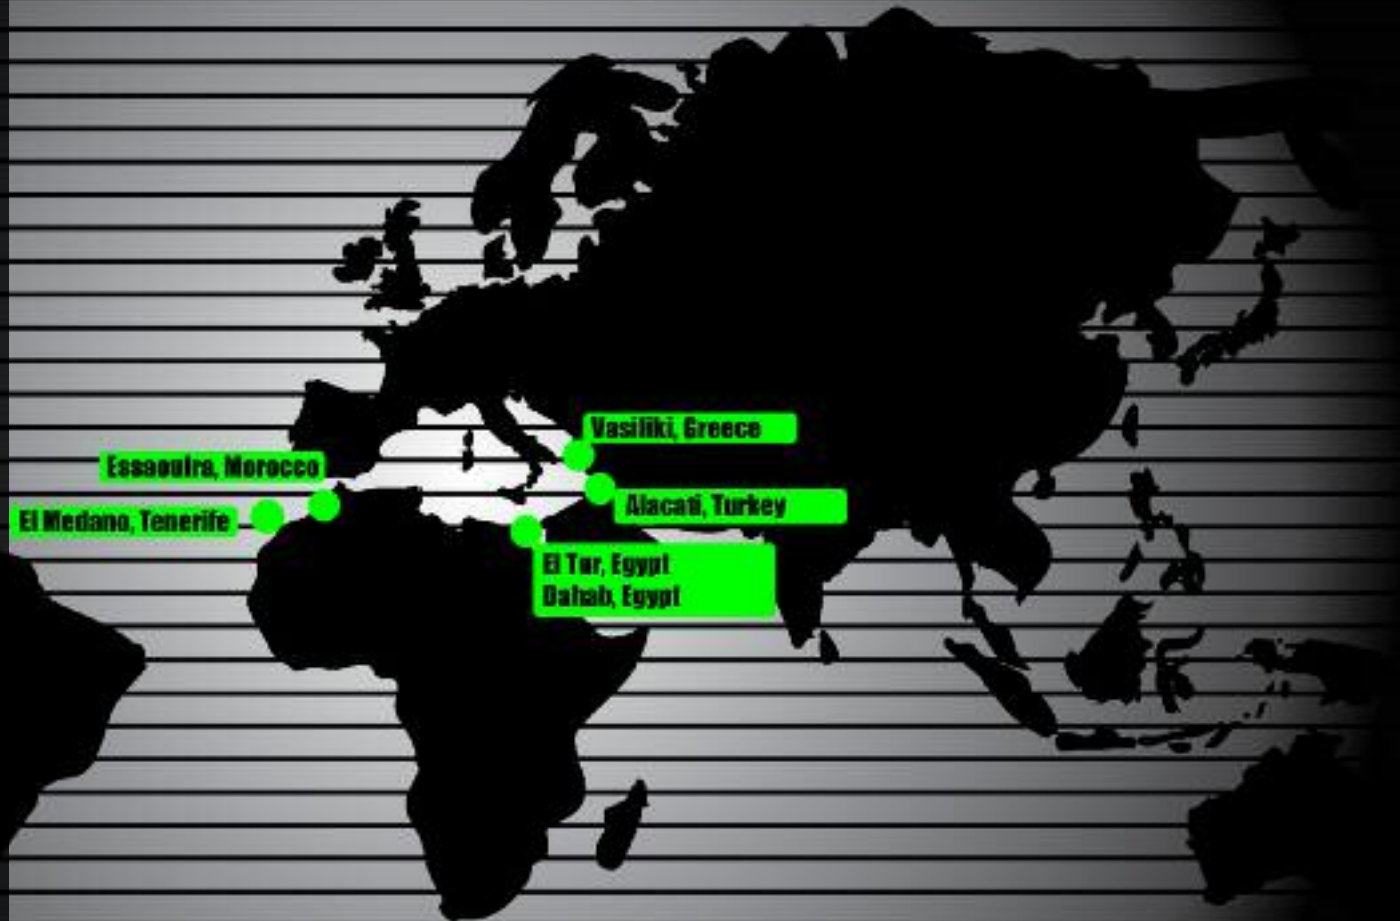 Vasiliki, Greece
Essaouira, Morocco
Alacati, Turkey
El Medano, Tenerife
El Tur, Egypt
Dahab, Egypt